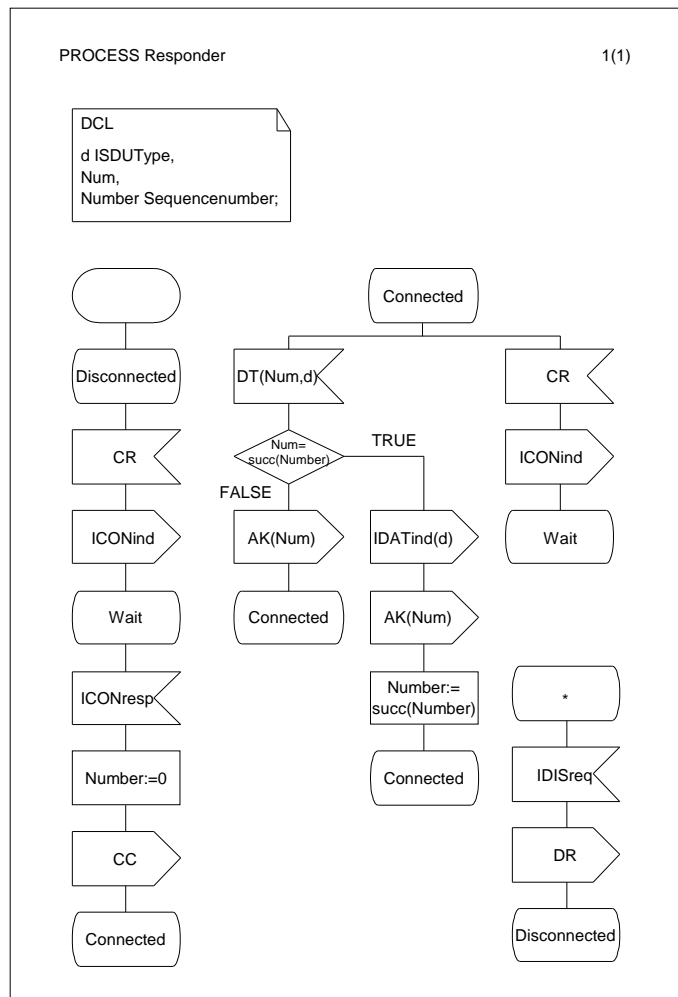 PROCESS Responder
1(1)
DCL
d ISDUType,
Num,
Number Sequencenumber;
Disconnected
CR
ICONind
Wait
ICONresp
Number:=0
CC
Connected
Connected
DT(Num,d)
Num=
succ(Number)
TRUE
FALSE
AK(Num)
Connected
IDATind(d)
AK(Num)
Number:=
succ(Number)
Connected
CR
ICONind
Wait
*
IDISreq
DR
Disconnected